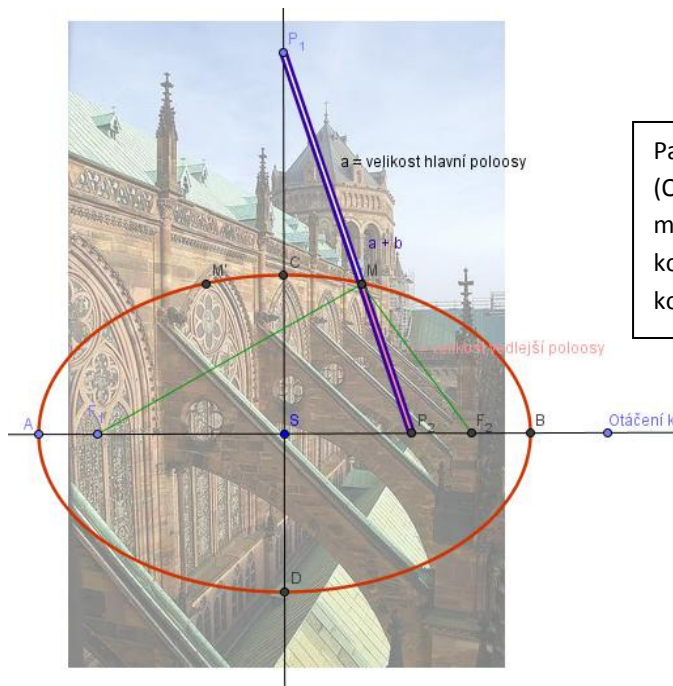 P1
a = velikost hlavní poloosy
a + b
C
M'
M
= velikost vedlejší poloosy
A
F1
S
P2
F2
B
Otáčení k
D
Pa
(O
m
ko
ko